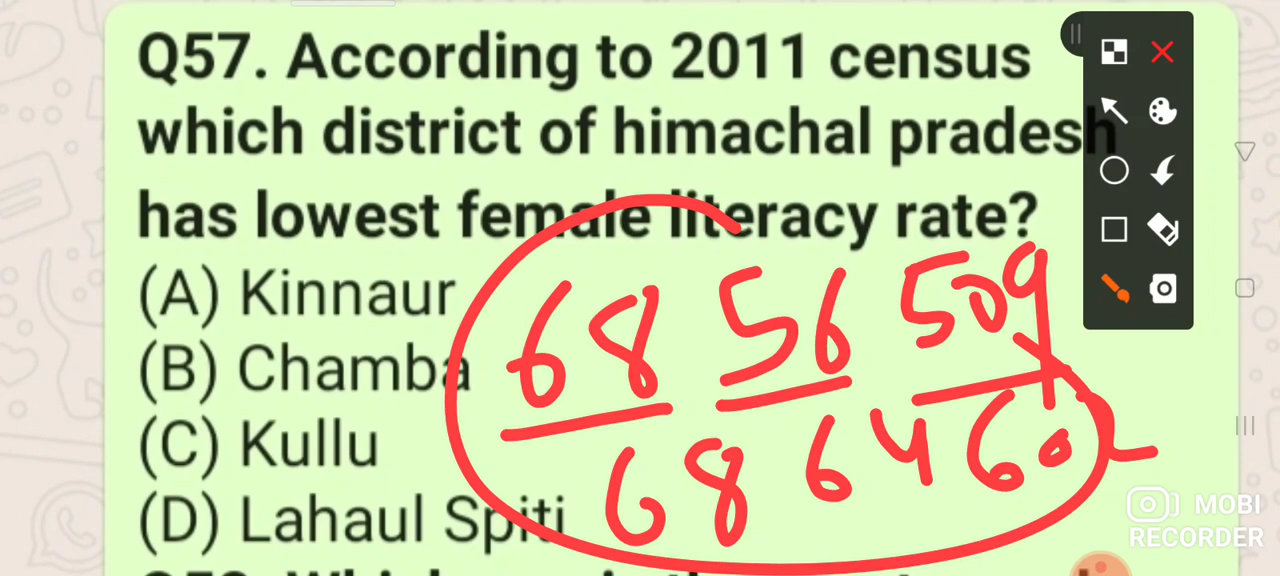 Q57. According to 2011 census
which district of himachal pradesh
has lowest female literacy rate?
(A) Kinnaur
(B) Chamba
(C) Kullu
(D) Lahaul Spiti
68 56 509
68 64 60
MOBI
RECORDER